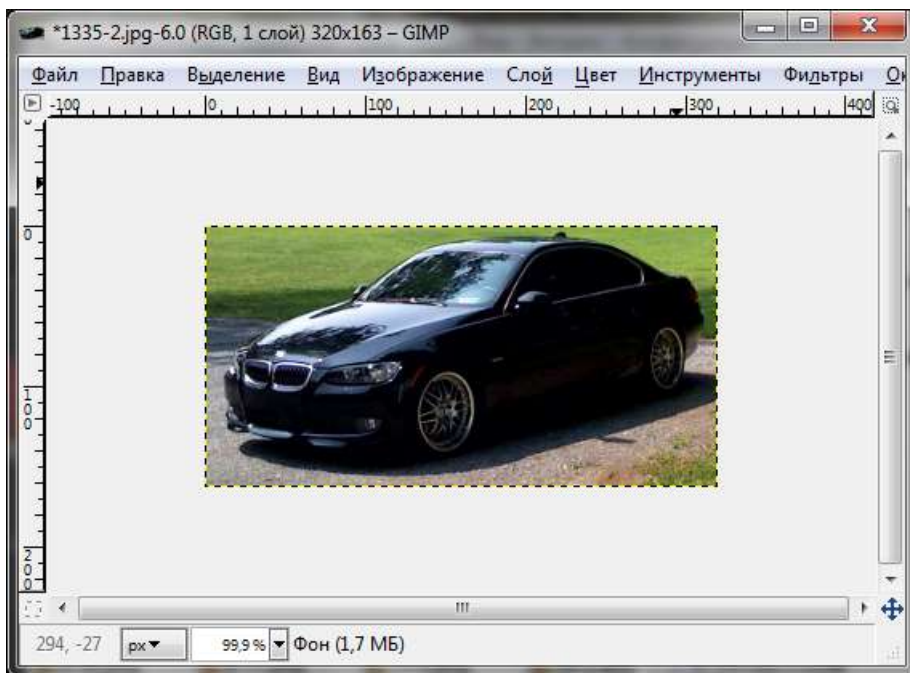 *1335-2.jpg-6.0 (RGB, 1 слой) 320x163 – GIMP
Файл Правка Выделение Вид Изображение Слой Цвет Инструменты Фильтры
-100 0 100 200 300 400
0
100
200
294, -27 px 99,9 % Фон (1,7 МБ)